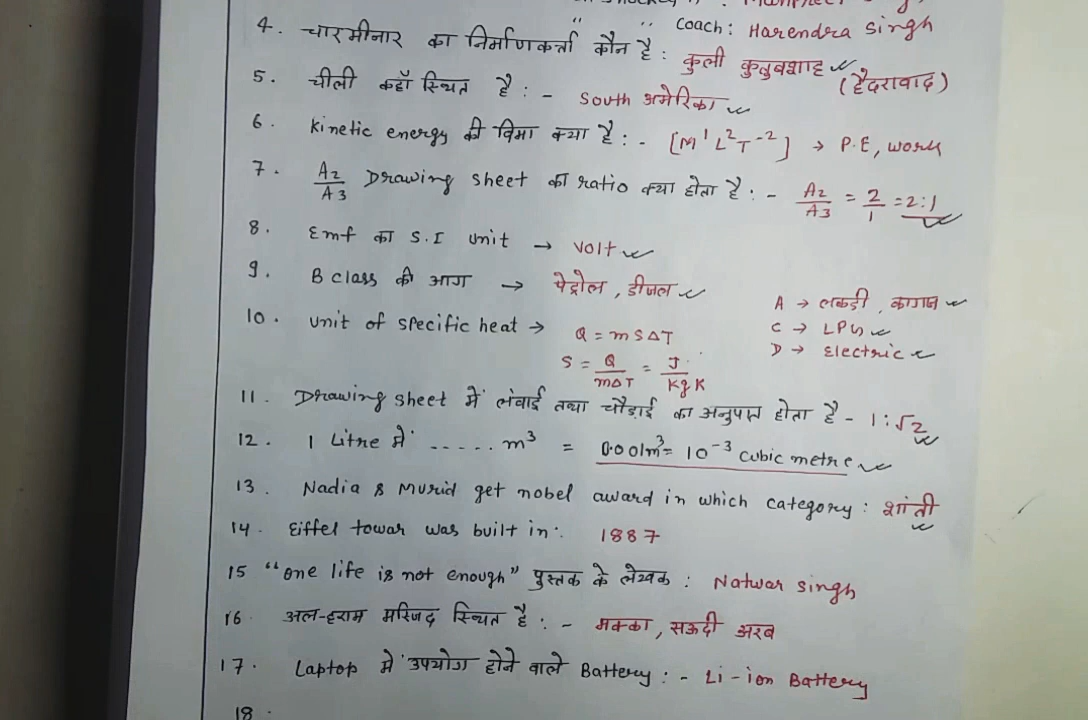 " " Coach: Harendra Singh
4. चारमीनार का निर्माणकर्ता कौन है : कुली कुतुबशाह (हैदरावाद)
5. चीली कहाँ स्थित है : - South अमेरिका
6. Kinetic energy की विमा क्या है : - [M¹L²T⁻²] → P.E, work
7. A2/A3 Drawing sheet का ratio क्या होता है : - A2/A3 = 2/1 = 2:1
8. Emf का S.I unit → volt
9. B class की आग → पेट्रोल, डीजल
A → लकड़ी, कागज
C → LPG
D → Electric
10. unit of specific heat → Q = mSΔT
S = Q/mΔT = J/Kg K
11. Drawing sheet में लंवाई तथा चौड़ाई का अनुपात होता है - 1:√2
12. 1 Litre में ..... m³ = 0.001m³ = 10⁻³ cubic metre
13. Nadia & Murid get nobel award in which category : शांती
14. Eiffel towar was built in : 1887
15 "one life is not enough" पुस्तक के लेखक : Natwar singh
16. अल-हराम मस्जिद स्थित है : - मक्का, सऊदी अरब
17. Laptop में उपयोग होने वाले Battery : - Li-ion Battery
18.